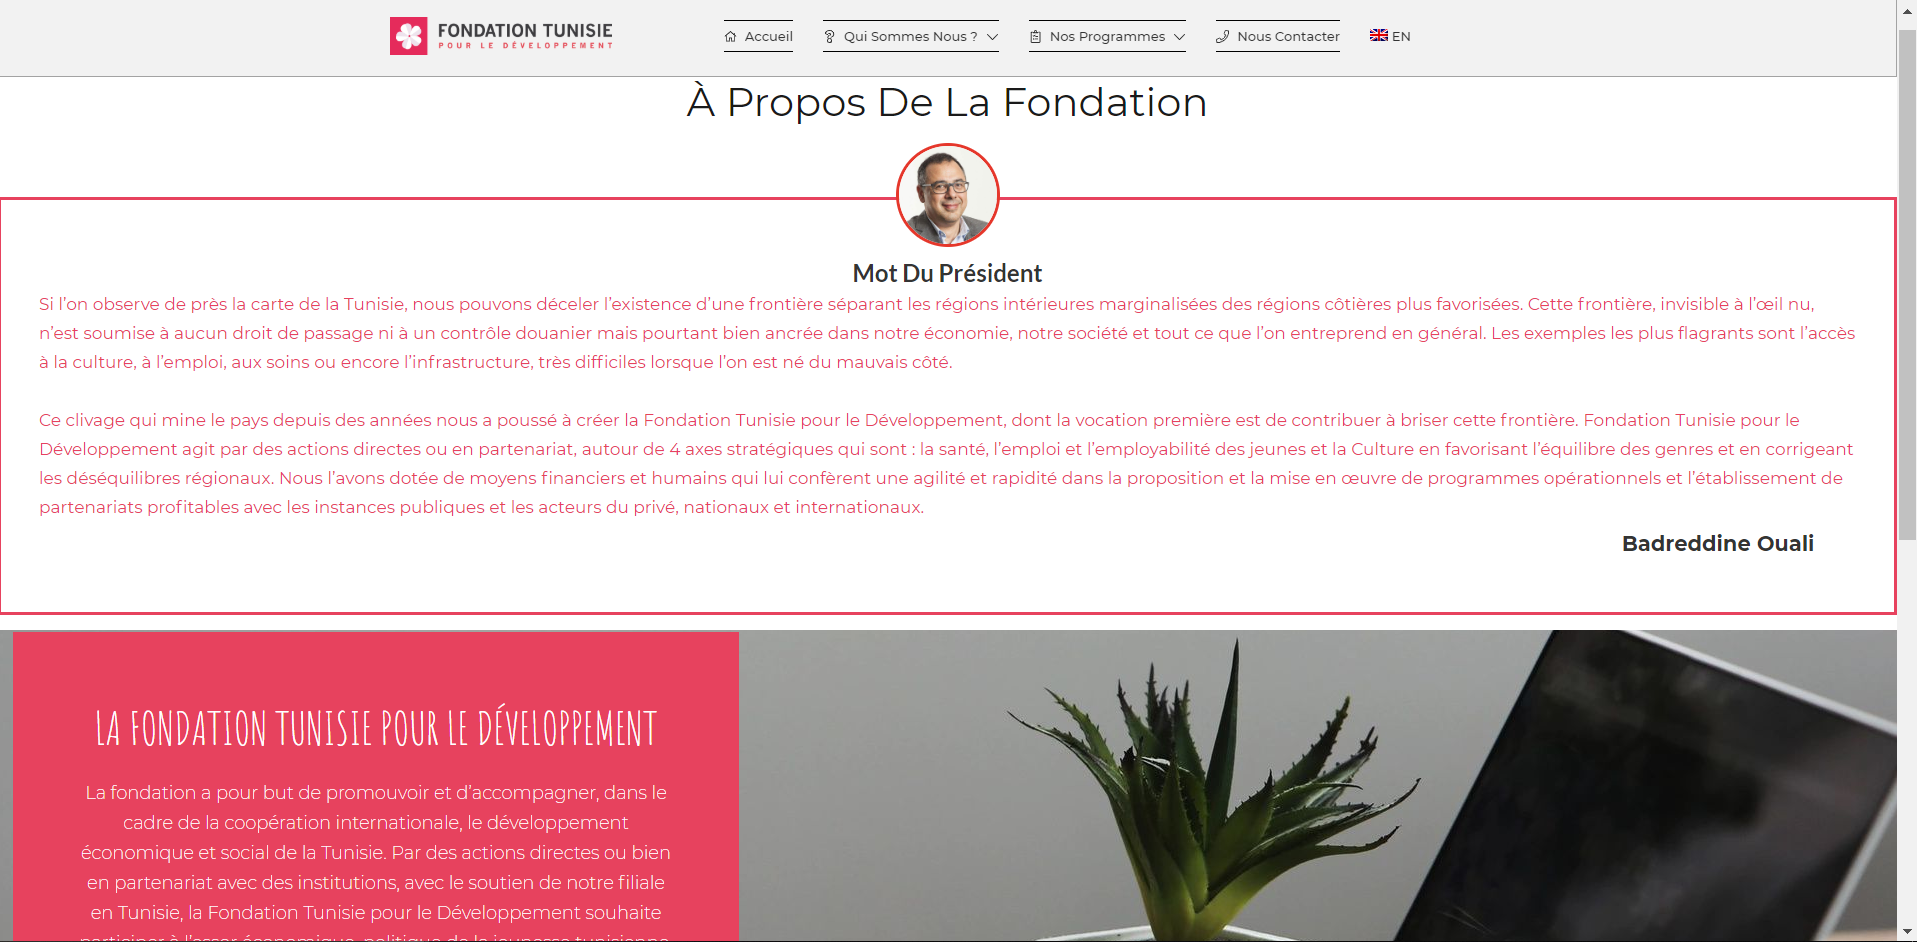 FONDATION TUNISIE
POUR LE DÉVELOPPEMENT
Accueil
Qui Sommes Nous ?
Nos Programmes
Nous Contacter
EN
À Propos De La Fondation
Mot Du Président
Si l’on observe de près la carte de la Tunisie, nous pouvons déceler l’existence d’une frontière séparant les régions intérieures marginalisées des régions côtières plus favorisées. Cette frontière, invisible à l’œil nu,
n’est soumise à aucun droit de passage ni à un contrôle douanier mais pourtant bien ancrée dans notre économie, notre société et tout ce que l’on entreprend en général. Les exemples les plus flagrants sont l’accès
à la culture, à l’emploi, aux soins ou encore l’infrastructure, très difficiles lorsque l’on est né du mauvais côté.
Ce clivage qui mine le pays depuis des années nous a poussé à créer la Fondation Tunisie pour le Développement, dont la vocation première est de contribuer à briser cette frontière. Fondation Tunisie pour le
Développement agit par des actions directes ou en partenariat, autour de 4 axes stratégiques qui sont : la santé, l’emploi et l’employabilité des jeunes et la Culture en favorisant l’équilibre des genres et en corrigeant
les déséquilibres régionaux. Nous l’avons dotée de moyens financiers et humains qui lui confèrent une agilité et rapidité dans la proposition et la mise en œuvre de programmes opérationnels et l’établissement de
partenariats profitables avec les instances publiques et les acteurs du privé, nationaux et internationaux.
Badreddine Ouali
LA FONDATION TUNISIE POUR LE DÉVELOPPEMENT
La fondation a pour but de promouvoir et d’accompagner, dans le
cadre de la coopération internationale, le développement
économique et social de la Tunisie. Par des actions directes ou bien
en partenariat avec des institutions, avec le soutien de notre filiale
en Tunisie, la Fondation Tunisie pour le Développement souhaite